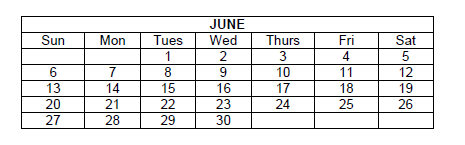 JUNE
Sun Mon Tues Wed Thurs Fri Sat
1 2 3 4 5
6 7 8 9 10 11 12
13 14 15 16 17 18 19
20 21 22 23 24 25 26
27 28 29 30